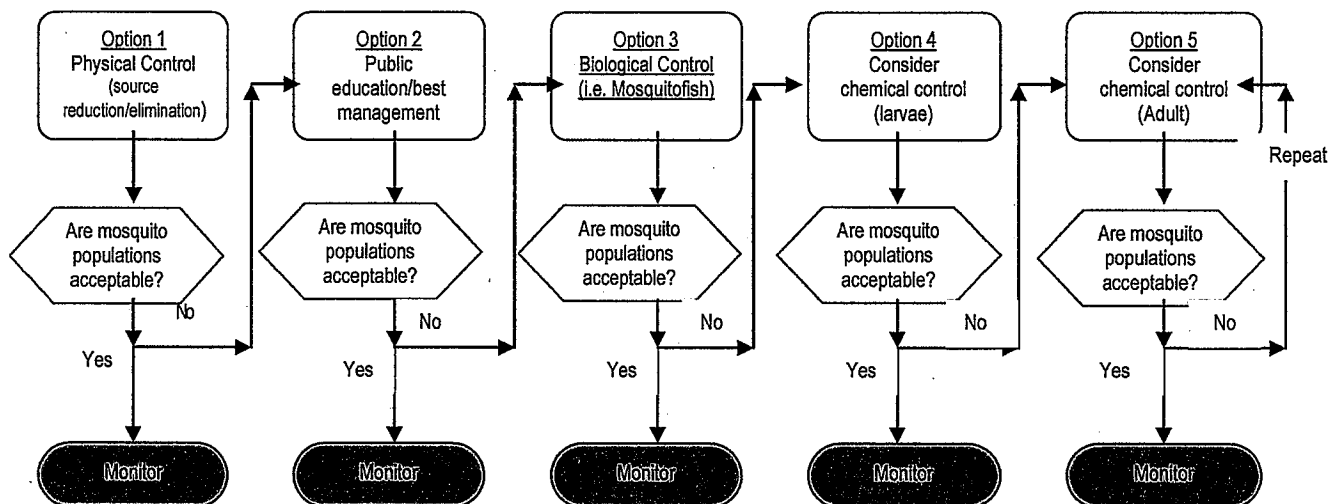 Option 1
Physical Control
(source
reduction/elimination)
Option 2
Public
education/best
management
Option 3
Biological Control
(i.e. Mosquitofish)
Option 4
Consider
chemical control
(larvae)
Option 5
Consider
chemical control
(Adult)
Repeat
Are mosquito
populations
acceptable?
Are mosquito
populations
acceptable?
Are mosquito
populations
acceptable?
Are mosquito
populations
acceptable?
Are mosquito
populations
acceptable?
No
No
No
No
No
Yes
Yes
Yes
Yes
Yes
Monitor
Monitor
Monitor
Monitor
Monitor